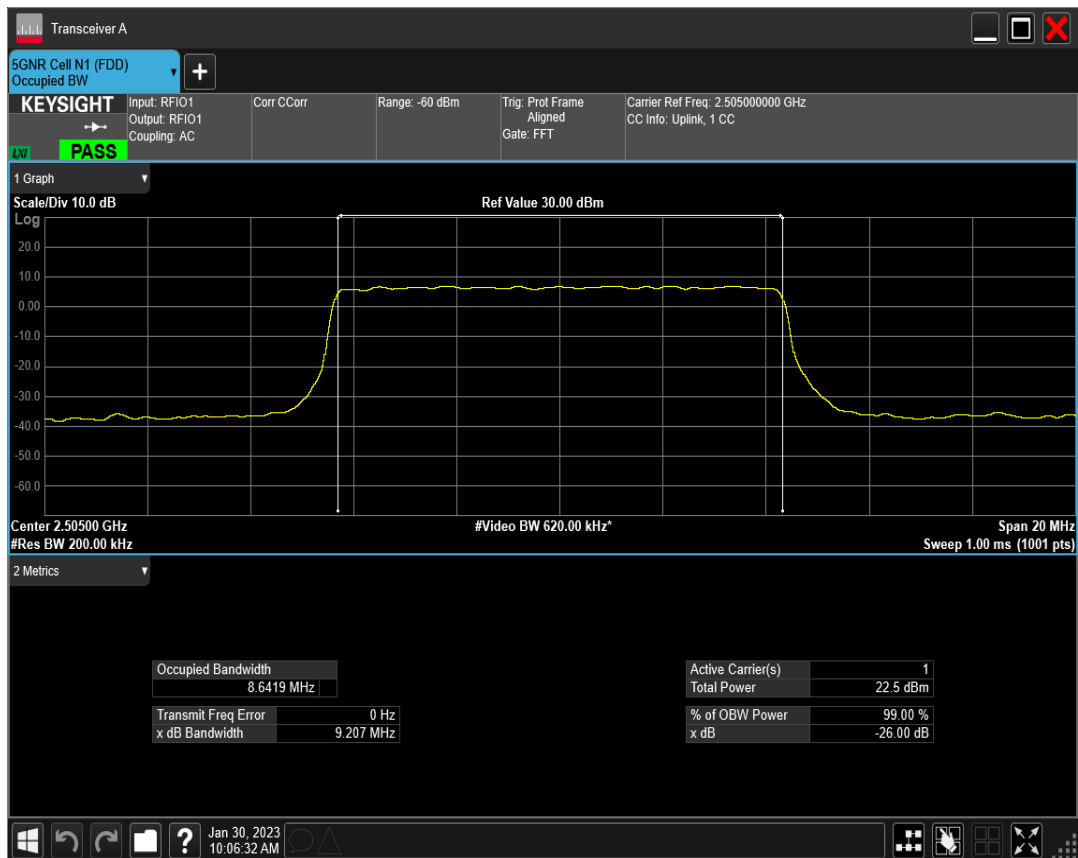 Transceiver A
5GNR Cell N1 (FDD)
Occupied BW
KEYSIGHT
LXI
PASS
Input: RFIO1
Output: RFIO1
Coupling: AC
Corr CCorr
Range: -60 dBm
Trig: Prot Frame
Aligned
Gate: FFT
Carrier Ref Freq: 2.505000000 GHz
CC Info: Uplink, 1 CC
1 Graph
Scale/Div 10.0 dB
Ref Value 30.00 dBm
Log
20.0
10.0
0.00
-10.0
-20.0
-30.0
-40.0
-50.0
-60.0
Center 2.50500 GHz
#Video BW 620.00 kHz*
Span 20 MHz
#Res BW 200.00 kHz
Sweep 1.00 ms (1001 pts)
2 Metrics
Occupied Bandwidth
8.6419 MHz
Transmit Freq Error 0 Hz
x dB Bandwidth 9.207 MHz
Active Carrier(s) 1
Total Power 22.5 dBm
% of OBW Power 99.00 %
x dB -26.00 dB
?
Jan 30, 2023
10:06:32 AM